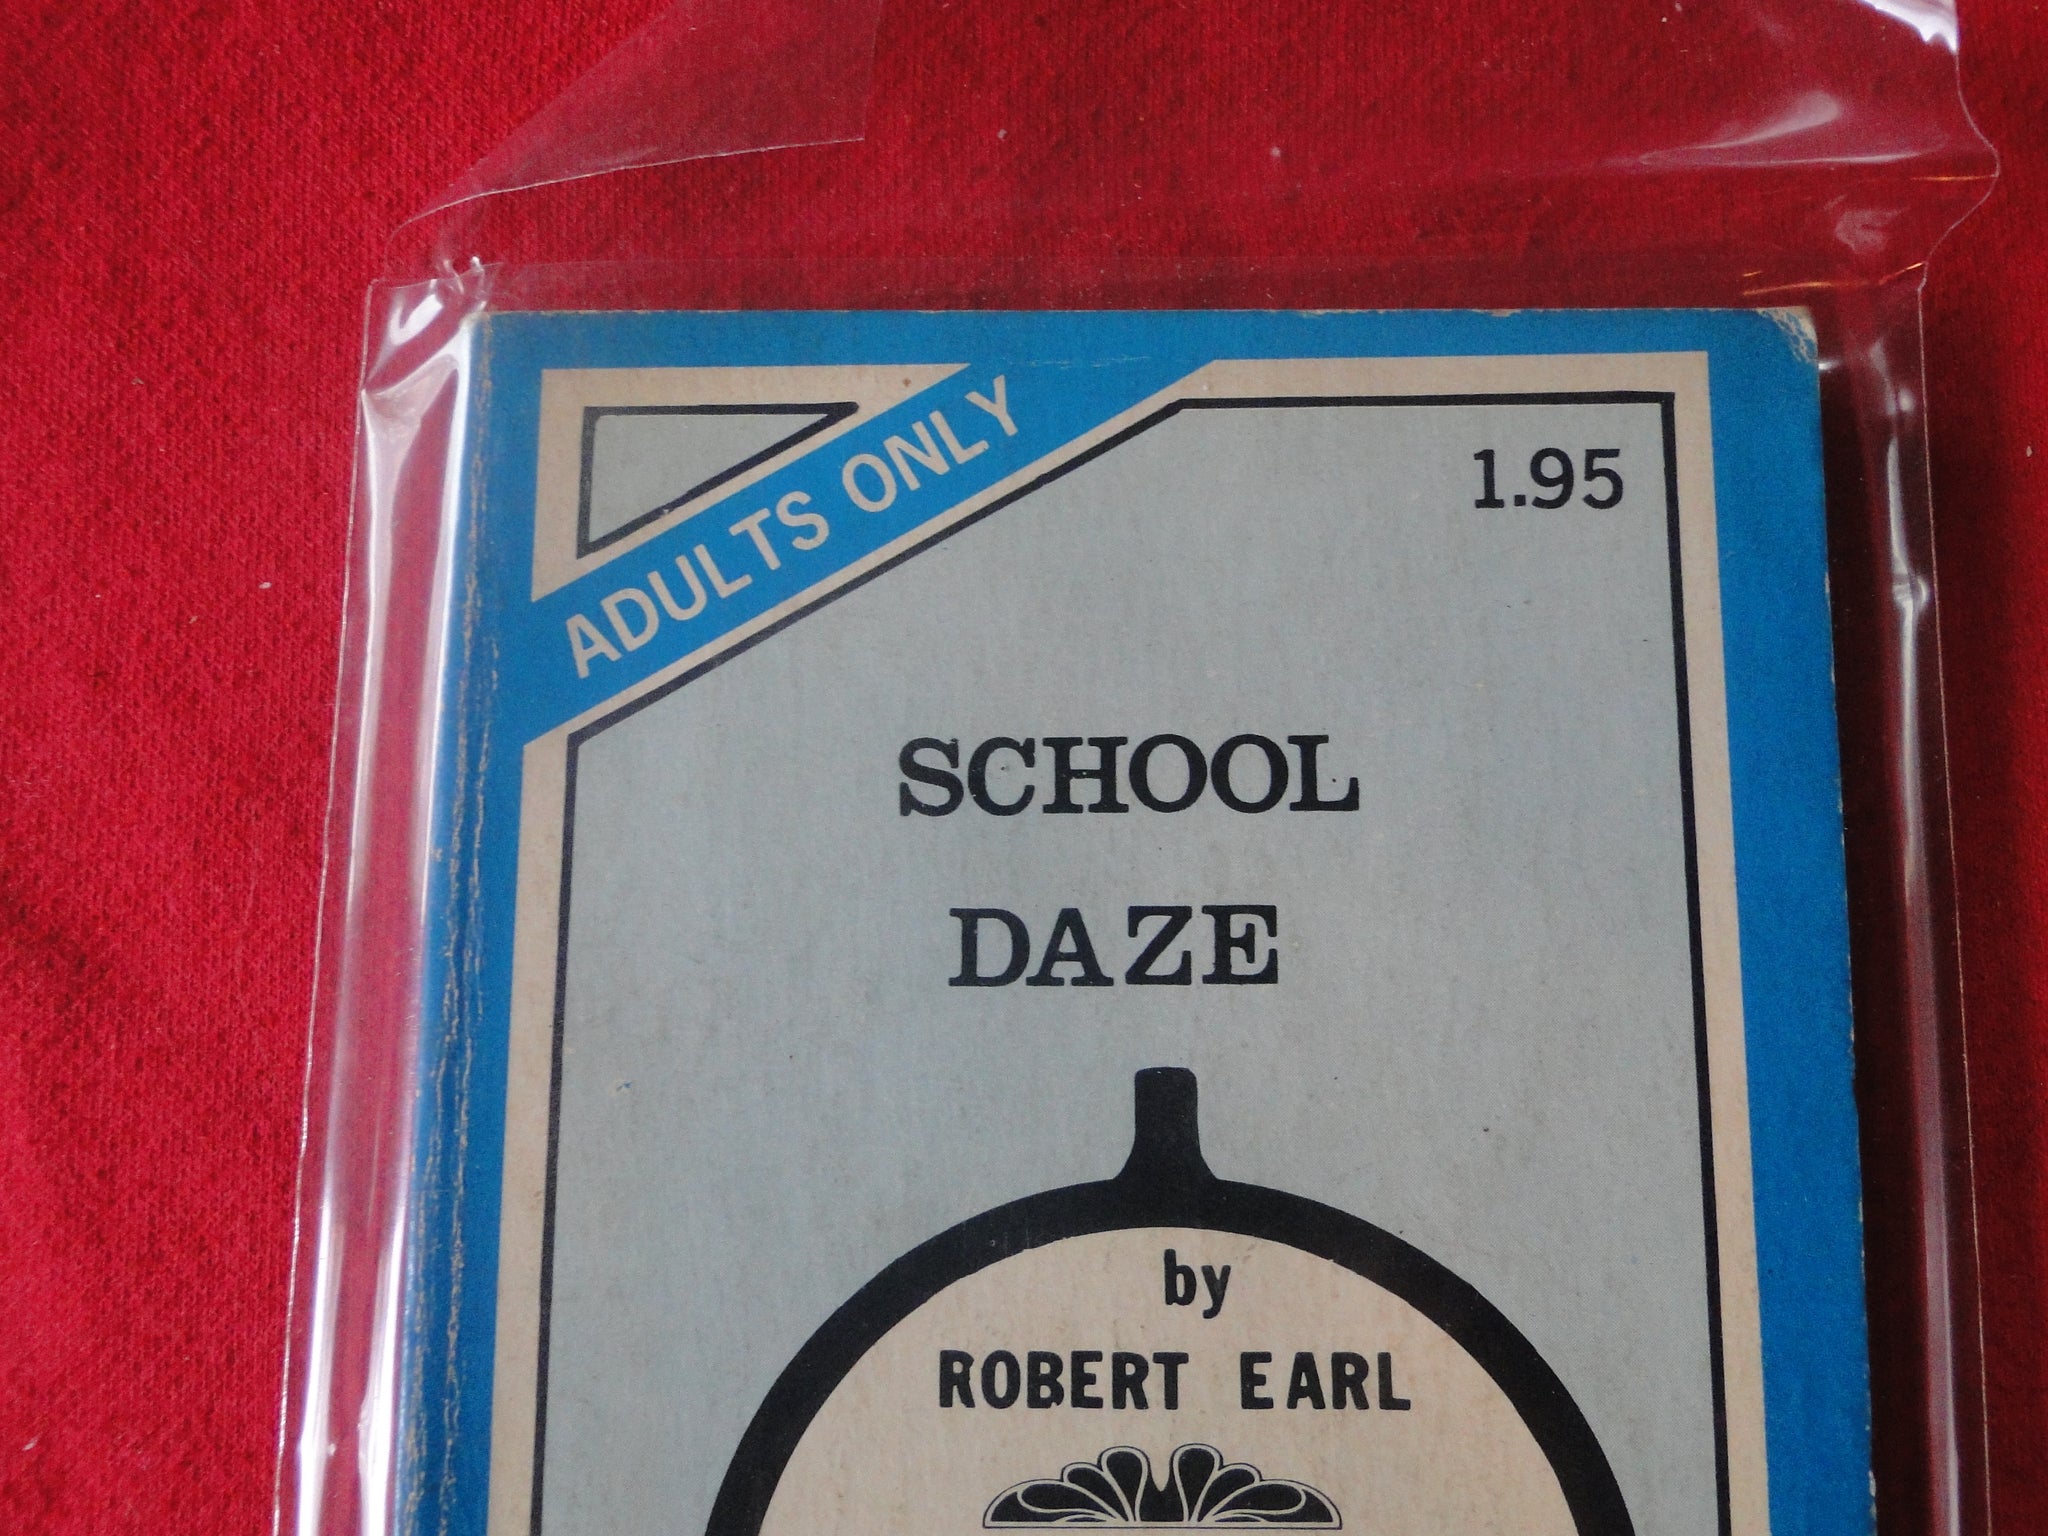 ADULTS ONLY
1.95
SCHOOL
DAZE
by
ROBERT EARL